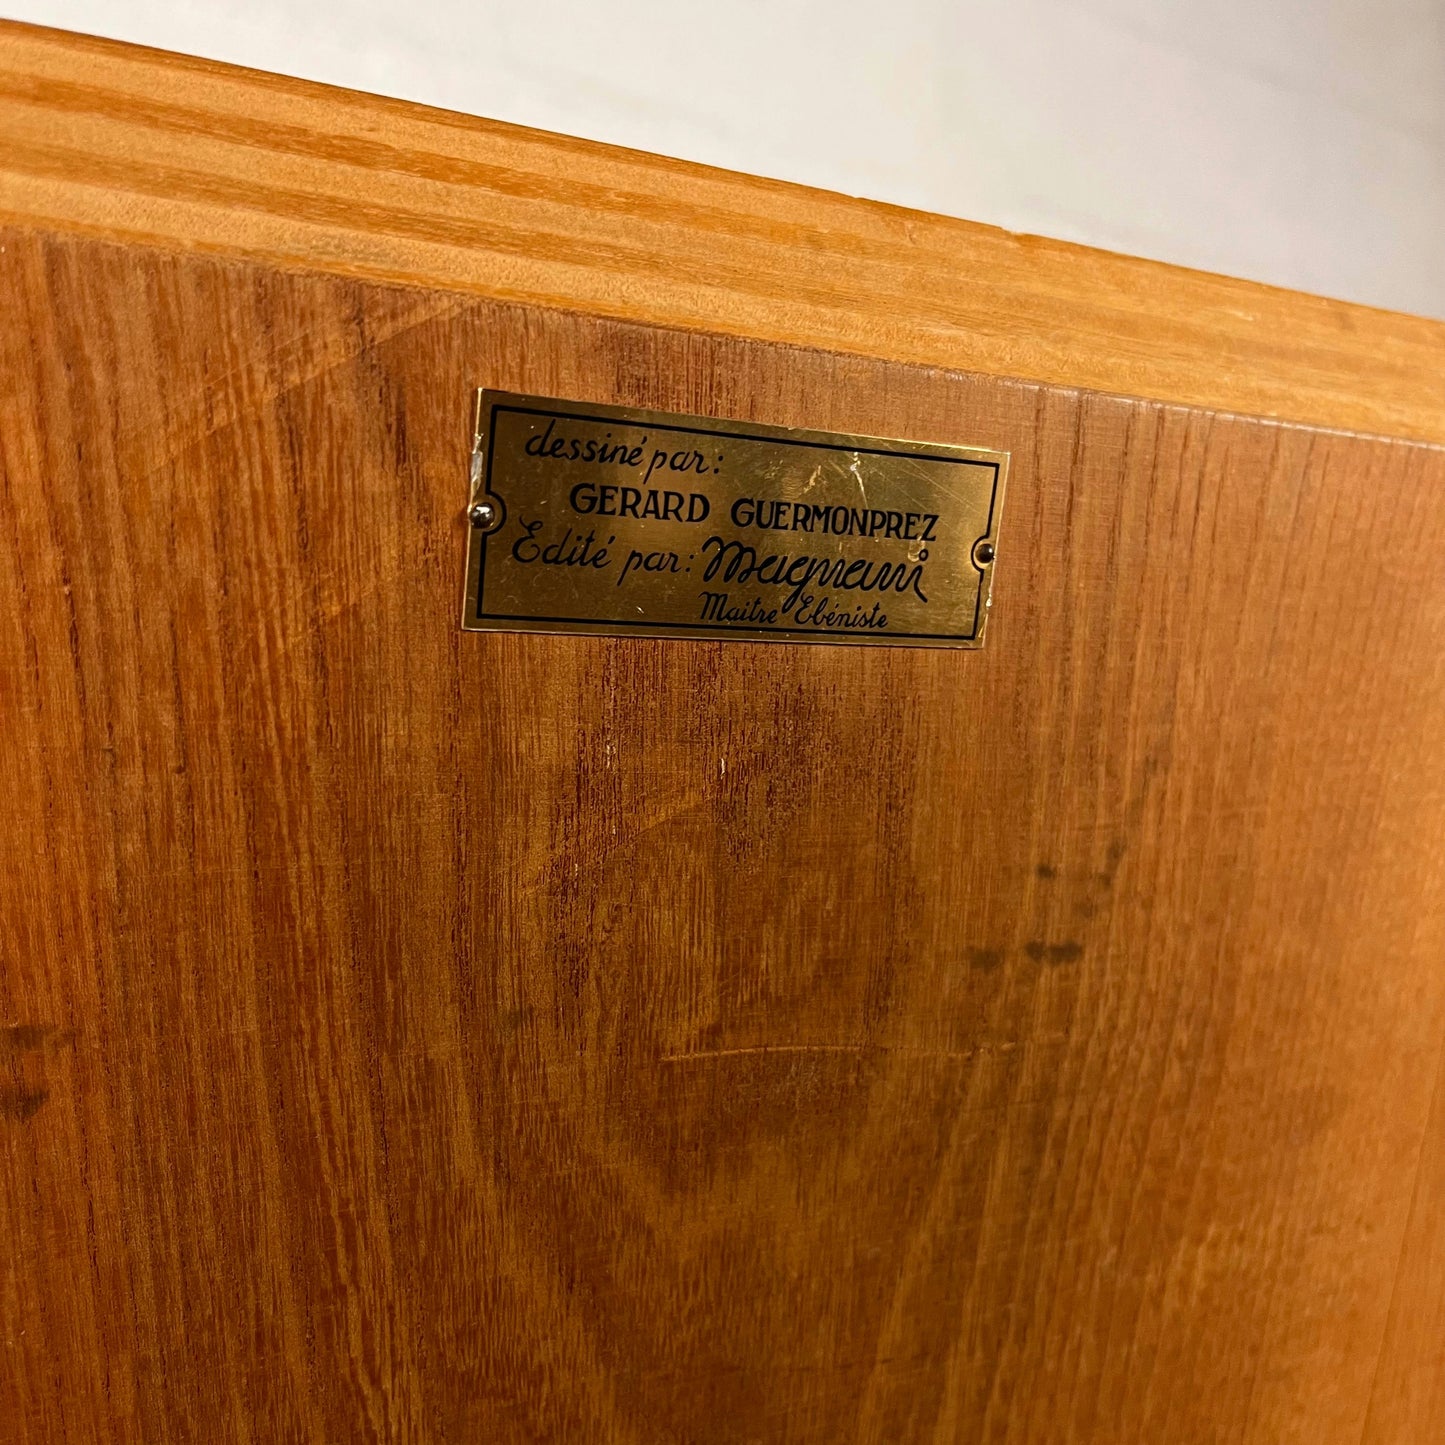 dessiné par:
GERARD GUERMONPREZ
Edité par: Magnani
Maitre Ebéniste